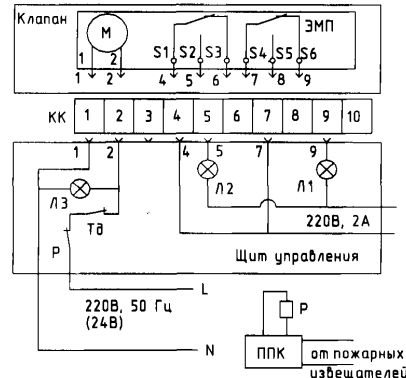 Клапан
М
ЭМП
S1 S2 S3 S4 S5 S6
1 2
1 2 4 5 6 7 8 9
КК 1 2 3 4 5 6 7 8 9 10
1 2 4 5 7 9
Л3 Л2 Л1
Тд
220В, 2А
Р
Щит управления
L
220В, 50 Гц
(24В)
Р
N
ППК
от пожарных
извещателей